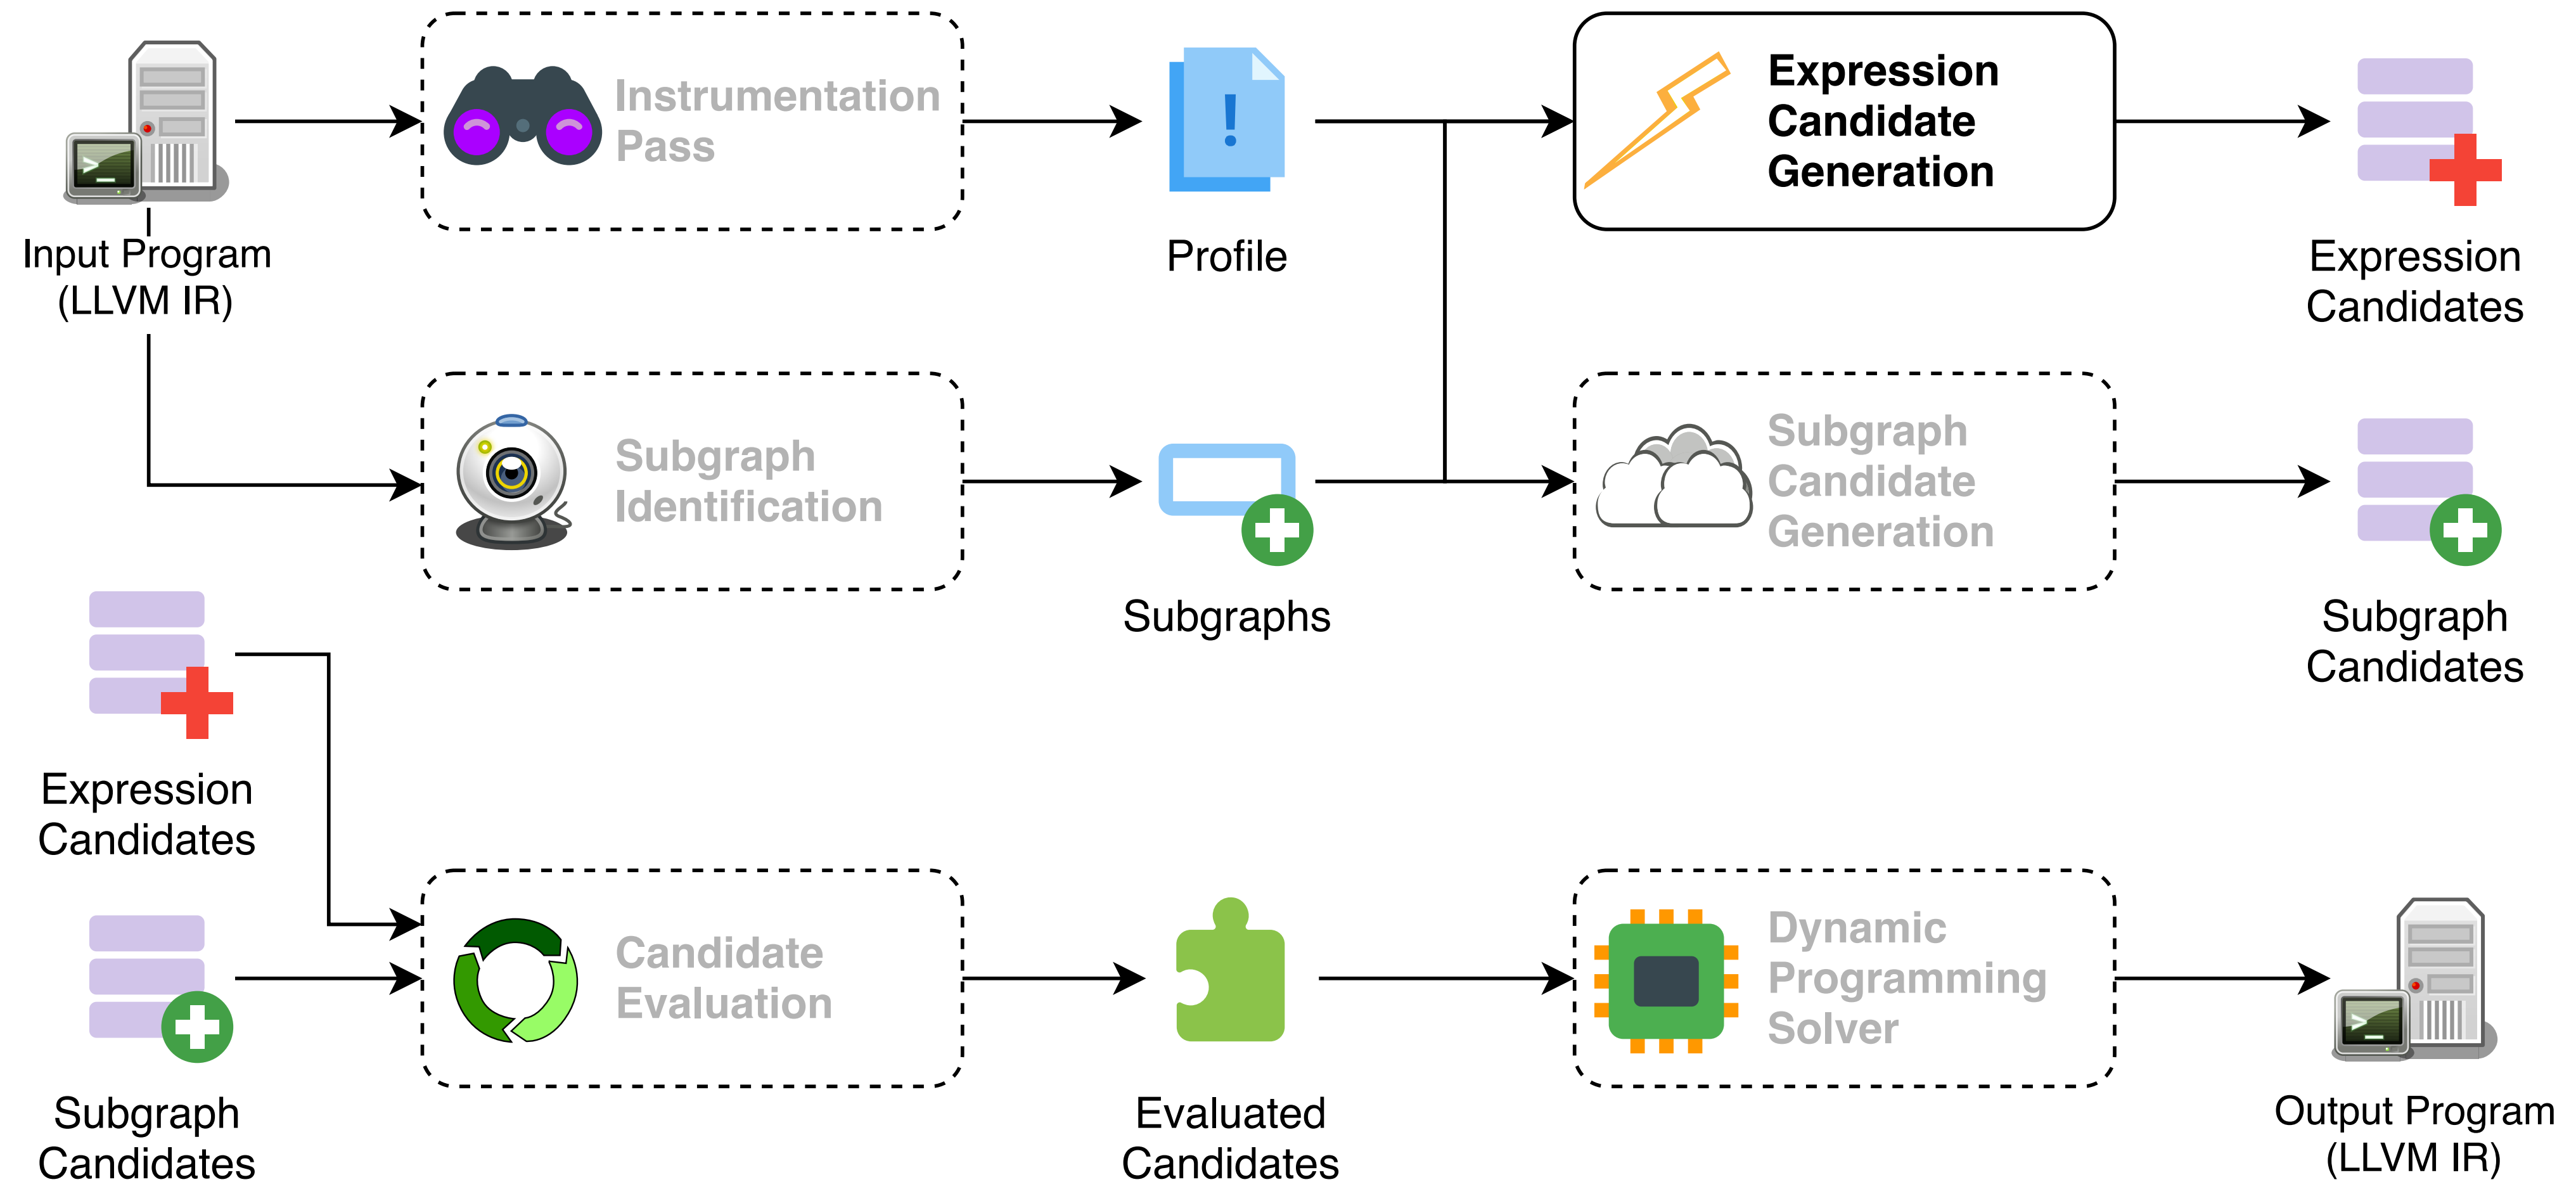 Instrumentation
Pass
Expression
Candidate
Generation
!
>_
Input Program
(LLVM IR)
Profile
Expression
Candidates
Subgraph
Identification
Subgraph
Candidate
Generation
Subgraphs
Subgraph
Candidates
Expression
Candidates
Candidate
Evaluation
Dynamic
Programming
Solver
>_
Subgraph
Candidates
Evaluated
Candidates
Output Program
(LLVM IR)